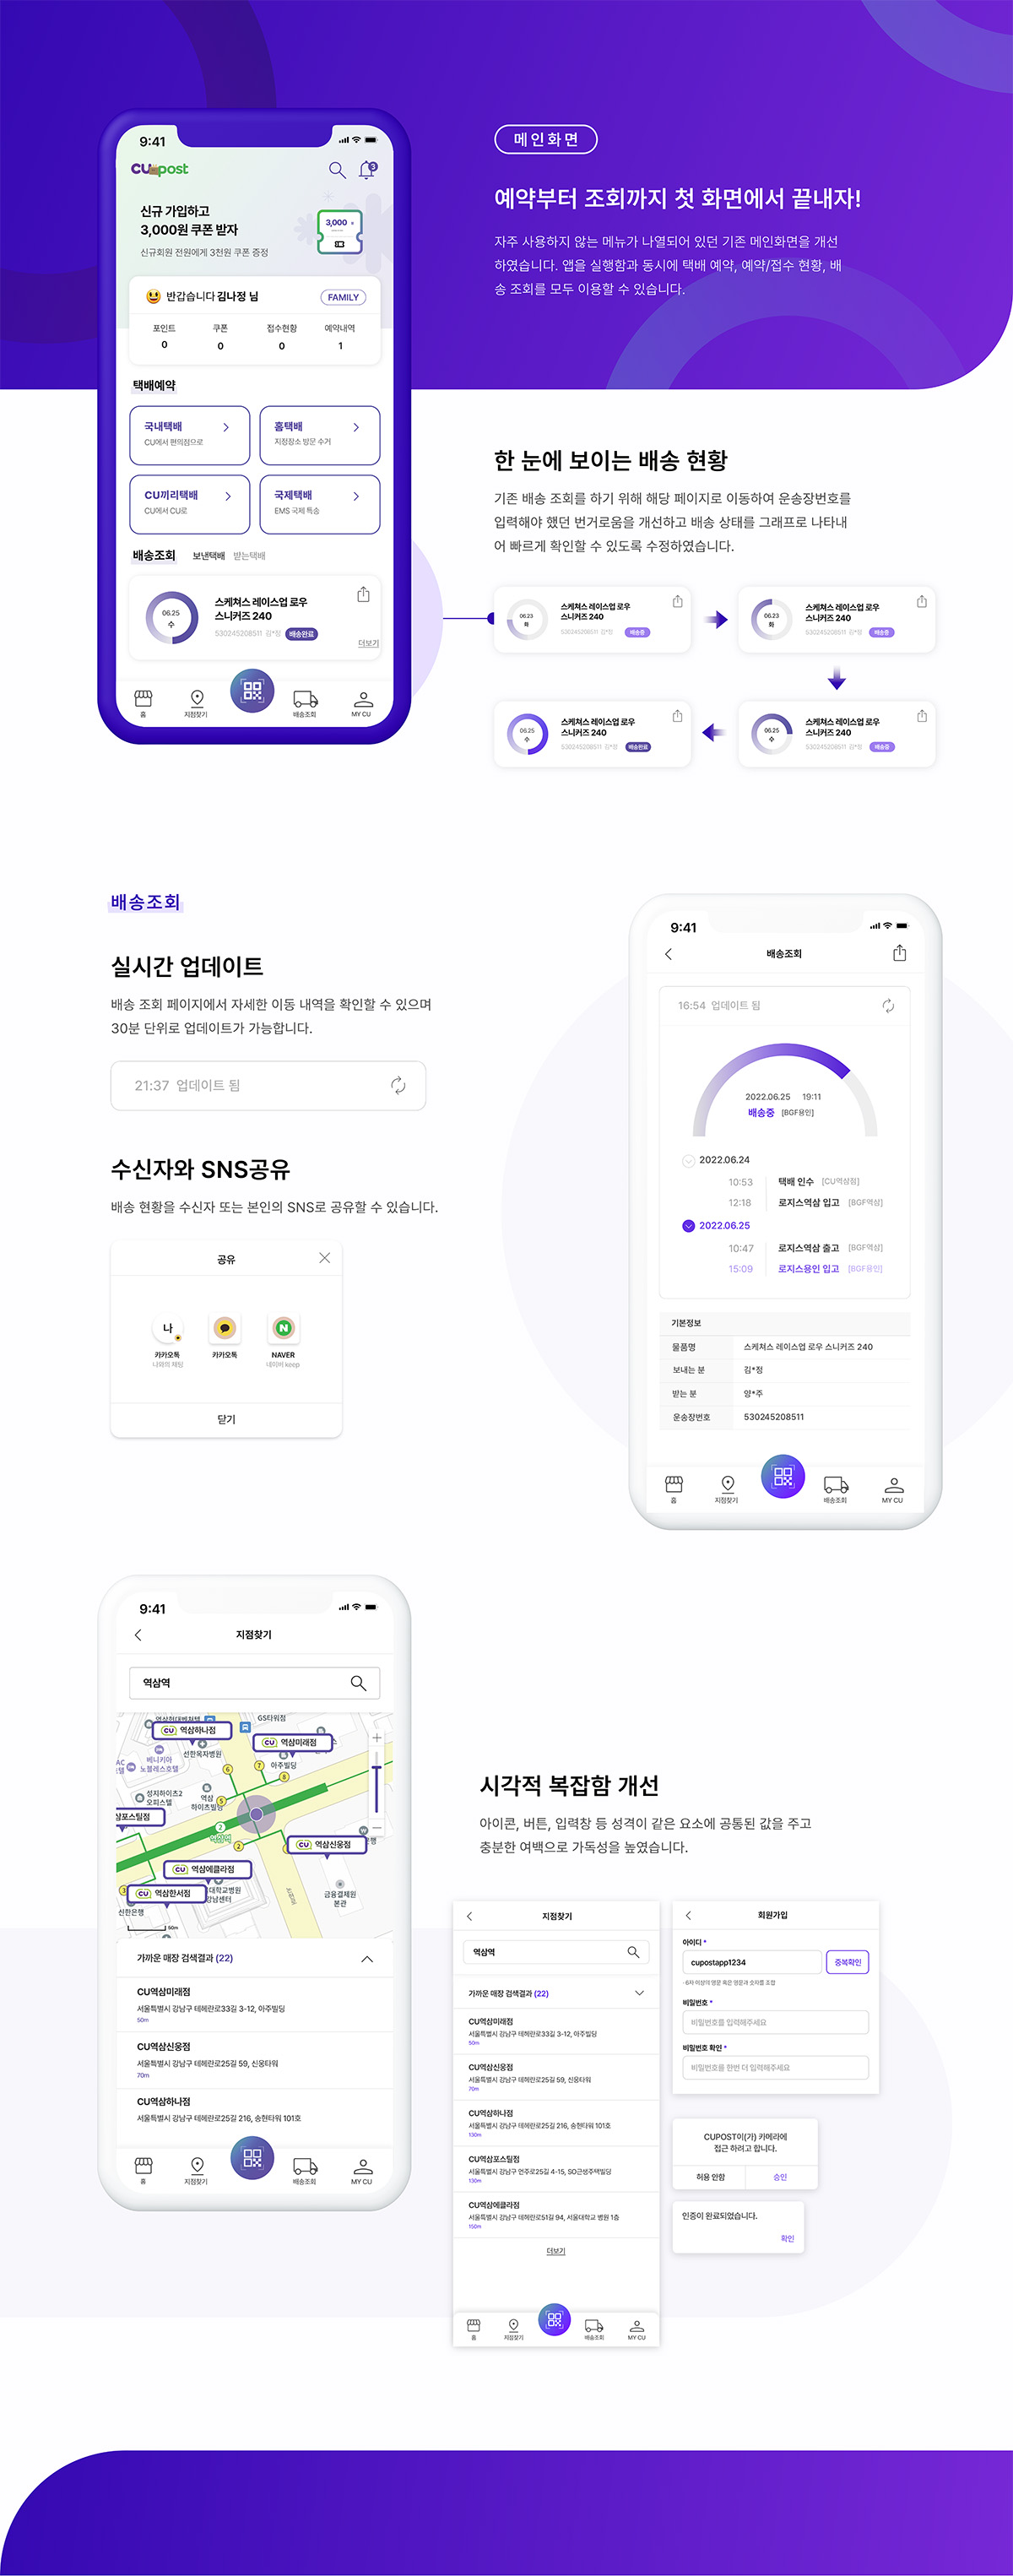 9:41
CUpost
3
신규 가입하고
3,000원 쿠폰 받자
신규회원 전원에게 3천원 쿠폰 증정
3,000
반갑습니다 김나정 님
FAMILY
포인트 쿠폰 접수현황 예약내역
0 0 0 1
택배예약
국내택배
CU에서 편의점으로
홈택배
지정장소 방문 수거
CU끼리택배
CU에서 CU로
국제택배
EMS 국제 특송
배송조회 보낸택배 받는택배
06.25
수
스케쳐스 레이스업 로우
스니커즈 240
530245208511 김*정 배송완료
더보기
홈 지점찾기 배송조회 MY CU
메인화면
예약부터 조회까지 첫 화면에서 끝내자!
자주 사용하지 않는 메뉴가 나열되어 있던 기존 메인화면을 개선
하였습니다. 앱을 실행함과 동시에 택배 예약, 예약/접수 현황, 배
송 조회를 모두 이용할 수 있습니다.
한 눈에 보이는 배송 현황
기존 배송 조회를 하기 위해 해당 페이지로 이동하여 운송장번호를
입력해야 했던 번거로움을 개선하고 배송 상태를 그래프로 나타내
어 빠르게 확인할 수 있도록 수정하였습니다.
06.23
화
스케쳐스 레이스업 로우
스니커즈 240
530245208511 김*정 배송중
06.23
화
스케쳐스 레이스업 로우
스니커즈 240
530245208511 김*정 배송중
06.25
수
스케쳐스 레이스업 로우
스니커즈 240
530245208511 김*정 배송완료
06.25
수
스케쳐스 레이스업 로우
스니커즈 240
530245208511 김*정 배송중
배송조회
실시간 업데이트
배송 조회 페이지에서 자세한 이동 내역을 확인할 수 있으며
30분 단위로 업데이트가 가능합니다.
21:37 업데이트 됨
수신자와 SNS공유
배송 현황을 수신자 또는 본인의 SNS로 공유할 수 있습니다.
공유
나
카카오톡
나와의 채팅
카카오톡
N
NAVER
네이버 keep
닫기
9:41
배송조회
16:54 업데이트 됨
2022.06.25 19:11
배송중 [BGF용인]
2022.06.24
10:53 택배 인수 [CU역삼점]
12:18 로지스역삼 입고 [BGF역삼]
2022.06.25
10:47 로지스역삼 출고 [BGF역삼]
15:09 로지스용인 입고 [BGF용인]
기본정보
물품명 스케쳐스 레이스업 로우 스니커즈 240
보내는 분 김*정
받는 분 양*주
운송장번호 530245208511
홈 지점찾기 배송조회 MY CU
9:41
지점찾기
역삼역
GS타워점
CU 역삼하나점
CU 역삼미래점
선한목자병원
베니키아
노블레스호텔
아주빌딩
6
7
8
성지하이츠2
오피스텔
역삼
하이츠빌딩
5
삼포스틸점
2
역삼역
2
CU 역삼신웅점
CU 역삼에클라점
3
CU 역삼한서점
대학교병원
강남센터
금융결제원
본관
신한은행
50m
가까운 매장 검색결과 (22)
CU역삼미래점
서울특별시 강남구 테헤란로33길 3-12, 아주빌딩
50m
CU역삼신웅점
서울특별시 강남구 테헤란로25길 59, 신웅타워
70m
CU역삼하나점
서울특별시 강남구 테헤란로25길 216, 송현타워 101호
홈 지점찾기 배송조회 MY CU
시각적 복잡함 개선
아이콘, 버튼, 입력창 등 성격이 같은 요소에 공통된 값을 주고
충분한 여백으로 가독성을 높였습니다.
지점찾기
역삼역
가까운 매장 검색결과 (22)
CU역삼미래점
서울특별시 강남구 테헤란로33길 3-12, 아주빌딩
50m
CU역삼신웅점
서울특별시 강남구 테헤란로25길 59, 신웅타워
70m
CU역삼하나점
서울특별시 강남구 테헤란로25길 216, 송현타워 101호
130m
CU역삼포스틸점
서울특별시 강남구 언주로25길 4-15, SO근생주택빌딩
130m
CU역삼에클라점
서울특별시 강남구 테헤란로51길 94, 서울대학교 병원 1층
150m
더보기
홈 지점찾기 배송조회 MY CU
회원가입
아이디 *
cupostapp1234
중복확인
· 6자 이상의 영문 혹은 영문과 숫자를 조합
비밀번호 *
비밀번호를 입력해주세요
비밀번호 확인 *
비밀번호를 한번 더 입력해주세요
CUPOST이(가) 카메라에
접근 하려고 합니다.
허용 안함 승인
인증이 완료되었습니다.
확인